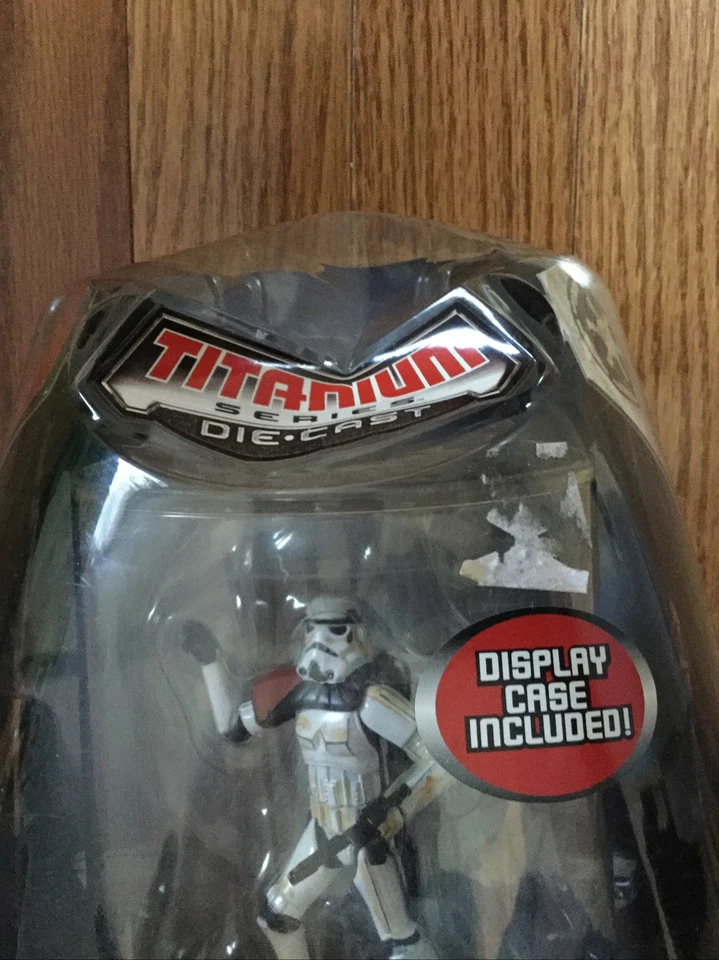 TITANIUM
SERIES
DIE·CAST
DISPLAY
CASE
INCLUDED!